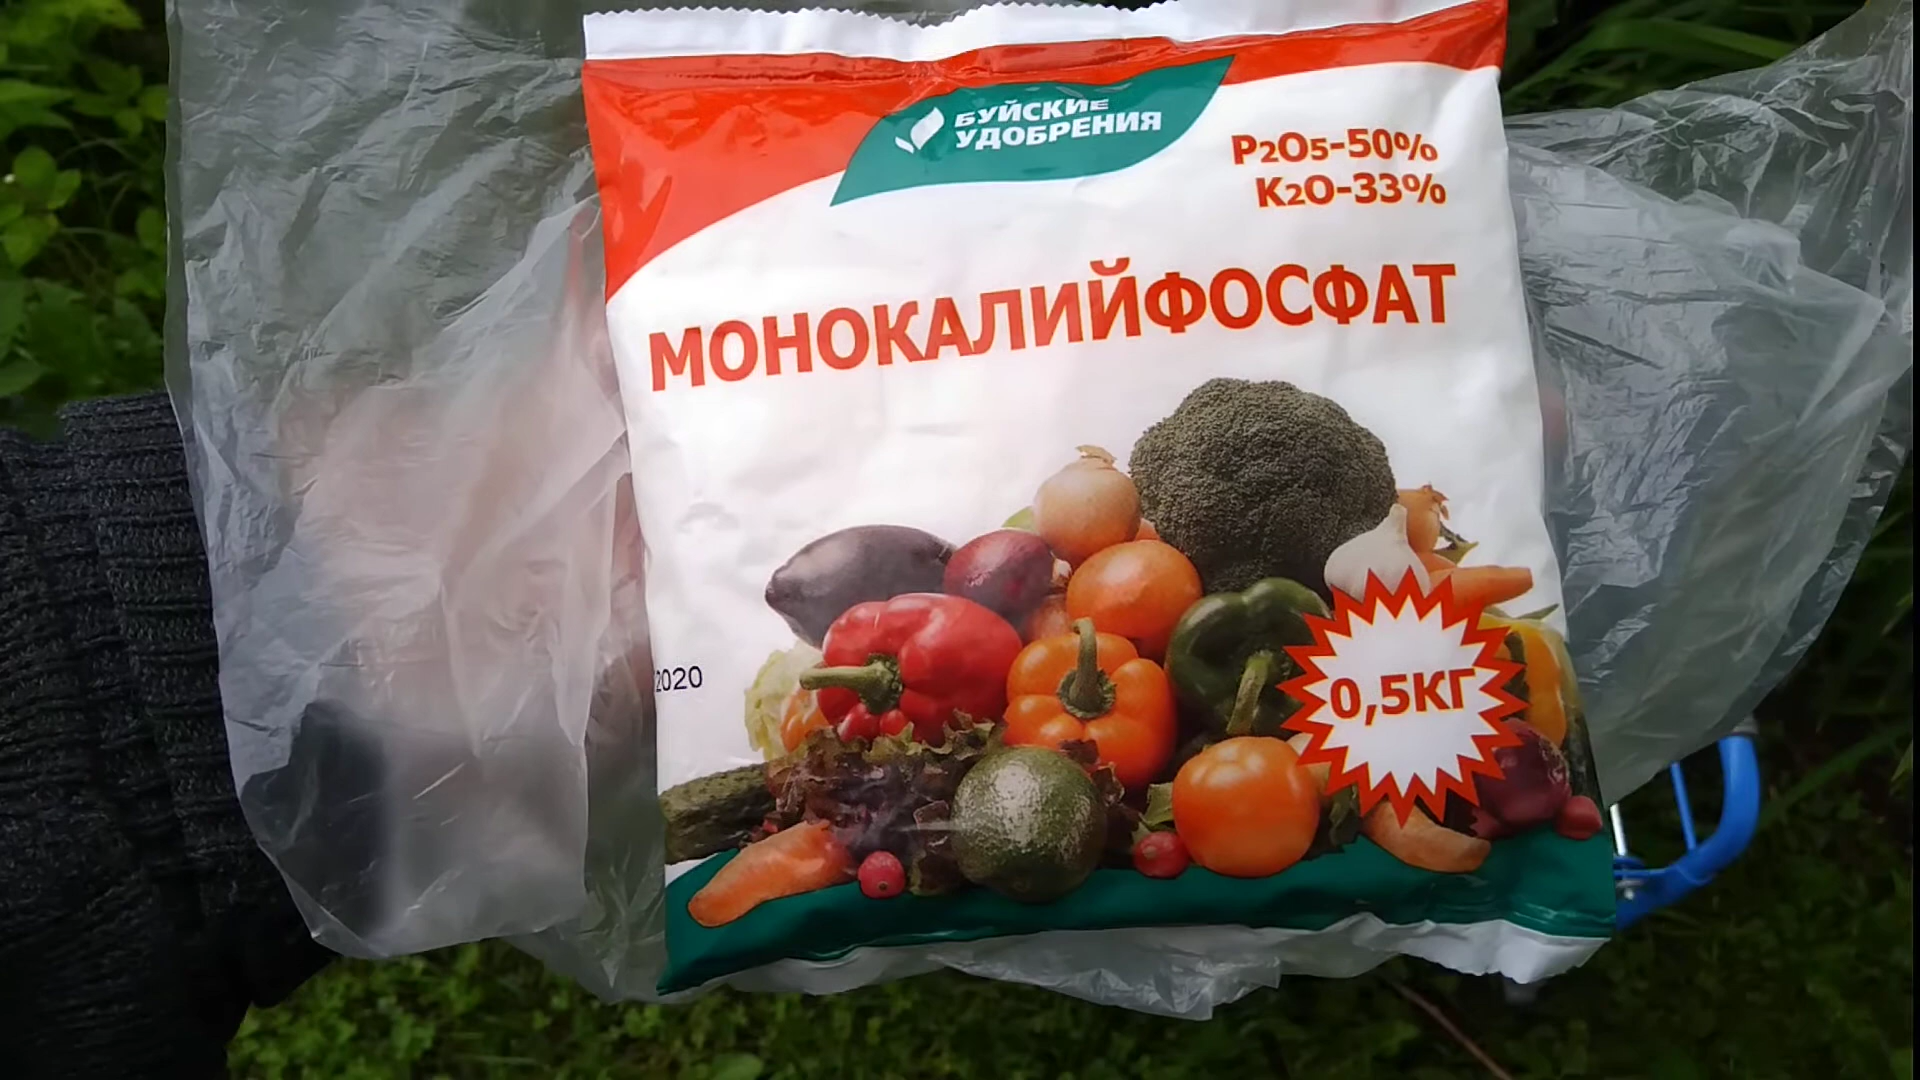 БУЙСКИЕ
УДОБРЕНИЯ
P2O5-50%
K2O-33%
МОНОКАЛИЙФОСФАТ
2020
0,5КГ